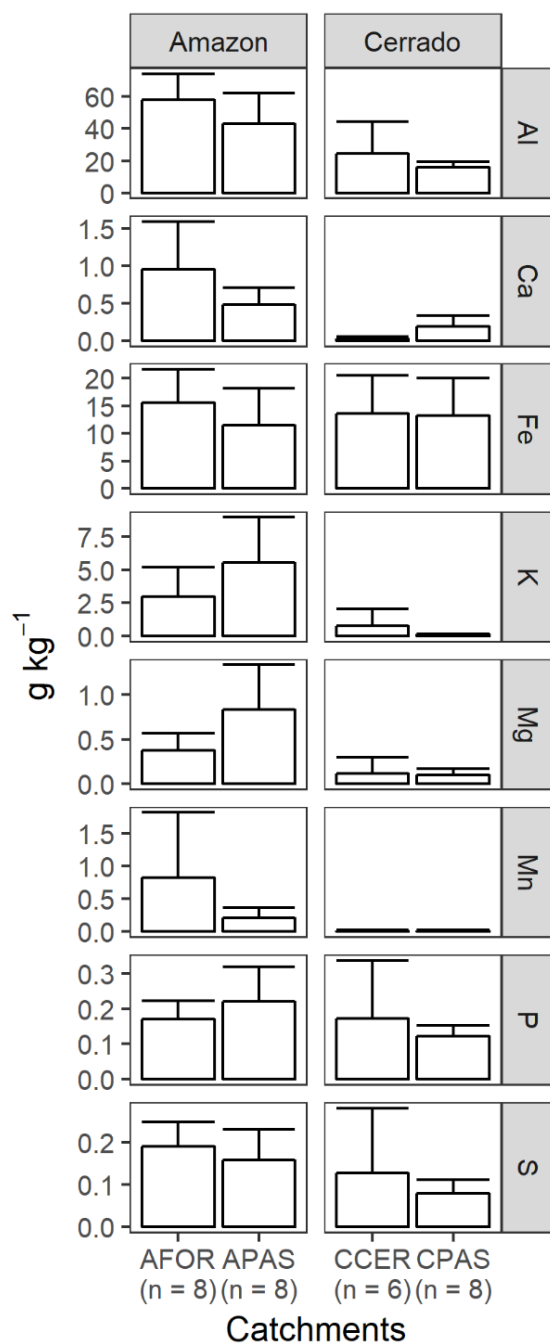 Amazon Cerrado
60
40
20
0
Al
1.5
1.0
0.5
0.0
Ca
20
15
10
5
0
Fe
7.5
5.0
2.5
0.0
K
1.0
0.5
0.0
Mg
1.5
1.0
0.5
0.0
Mn
0.3
0.2
0.1
0.0
P
0.2
0.1
0.0
S
g kg⁻¹
AFOR APAS CCER CPAS
(n = 8) (n = 8) (n = 6) (n = 8)
Catchments